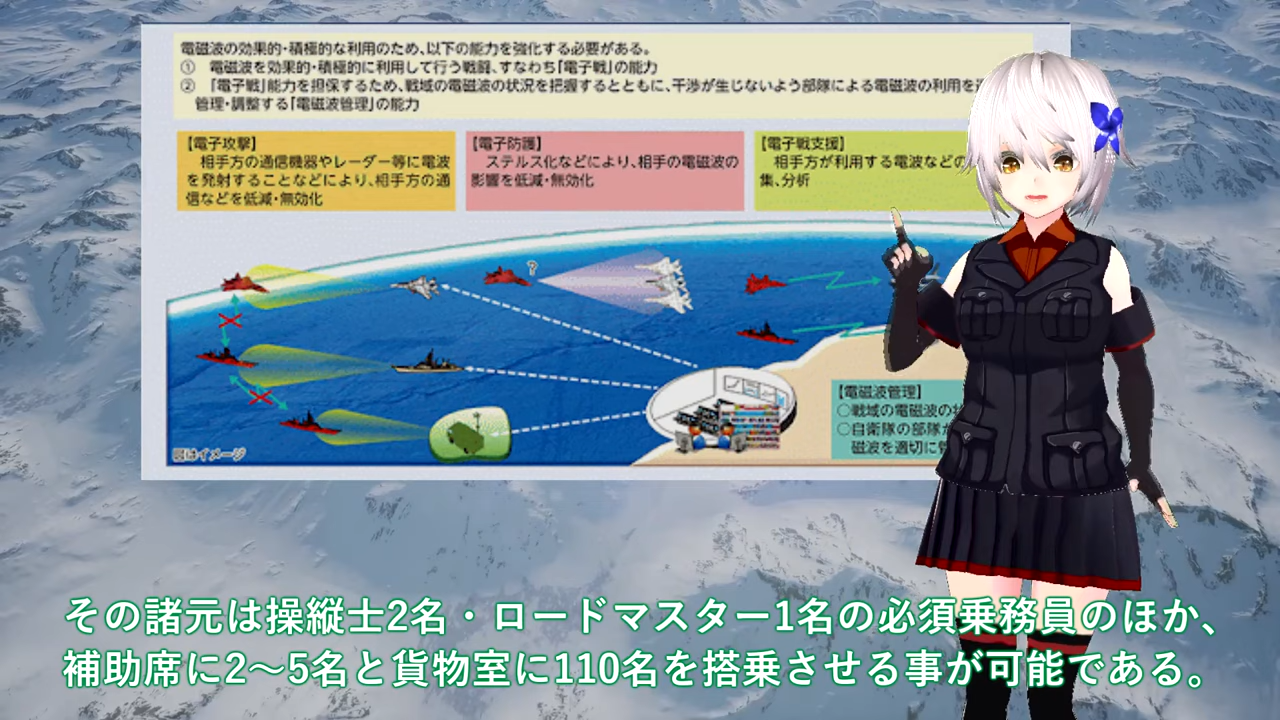 電磁波の効果的・積極的な利用のため、以下の能力を強化する必要がある。
① 電磁波を効果的・積極的に利用して行う戦闘、すなわち「電子戦」の能力
② 「電子戦」能力を担保するため、戦域の電磁波の状況を把握するとともに、干渉が生じないよう部隊による電磁波の利用を
管理・調整する「電磁波管理」の能力
【電子攻撃】
相手方の通信機器やレーダー等に電波
を発射することなどにより、相手方の通
信などを低減・無効化
【電子防護】
ステルス化などにより、相手の電磁波の
影響を低減・無効化
【電子戦支援】
相手方が利用する電波などの
集、分析
?
【電磁波管理】
○戦域の電磁波の
○自衛隊の部隊
磁波を適切に
図はイメージ
その諸元は操縦士2名・ロードマスター1名の必須乗務員のほか、
補助席に2～5名と貨物室に110名を搭乗させる事が可能である。